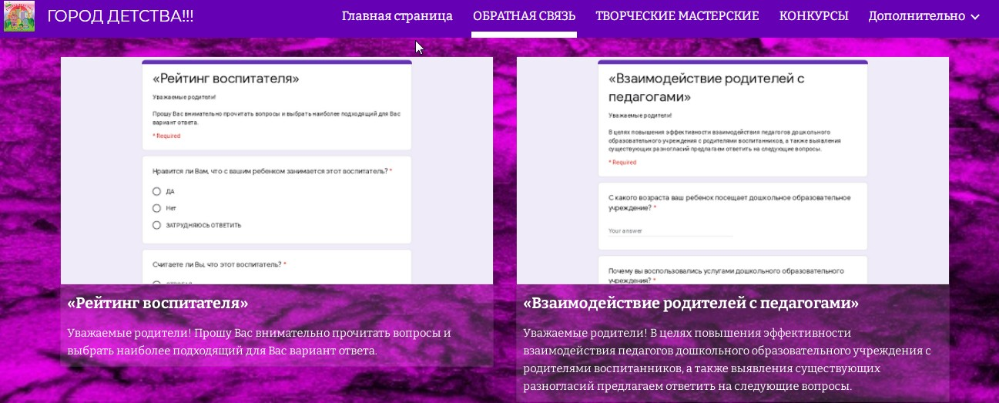 ГОРОД ДЕТСТВА!!!
Главная страница ОБРАТНАЯ СВЯЗЬ ТВОРЧЕСКИЕ МАСТЕРСКИЕ КОНКУРСЫ Дополнительно
«Рейтинг воспитателя»
Уважаемые родители!
Прошу Вас внимательно прочитать вопросы и выбрать наиболее подходящий для Вас
вариант ответа.
* Required
Нравится ли Вам, что с вашим ребенком занимается этот воспитатель? *
ДА
Нет
ЗАТРУДНЯЮСЬ ОТВЕТИТЬ
Считаете ли Вы, что этот воспитатель? *
«Рейтинг воспитателя»
Уважаемые родители! Прошу Вас внимательно прочитать вопросы и
выбрать наиболее подходящий для Вас вариант ответа.
«Взаимодействие родителей с
педагогами»
Уважаемые родители!
В целях повышения эффективности взаимодействия педагогов дошкольного
образовательного учреждения с родителями воспитанников, а также выявления
существующих разногласий предлагаем ответить на следующие вопросы.
* Required
С какого возраста ваш ребенок посещает дошкольное образовательное
учреждение? *
Your answer
Почему вы воспользовались услугами дошкольного образовательного
учреждения? *
«Взаимодействие родителей с педагогами»
Уважаемые родители! В целях повышения эффективности
взаимодействия педагогов дошкольного образовательного учреждения с
родителями воспитанников, а также выявления существующих
разногласий предлагаем ответить на следующие вопросы.